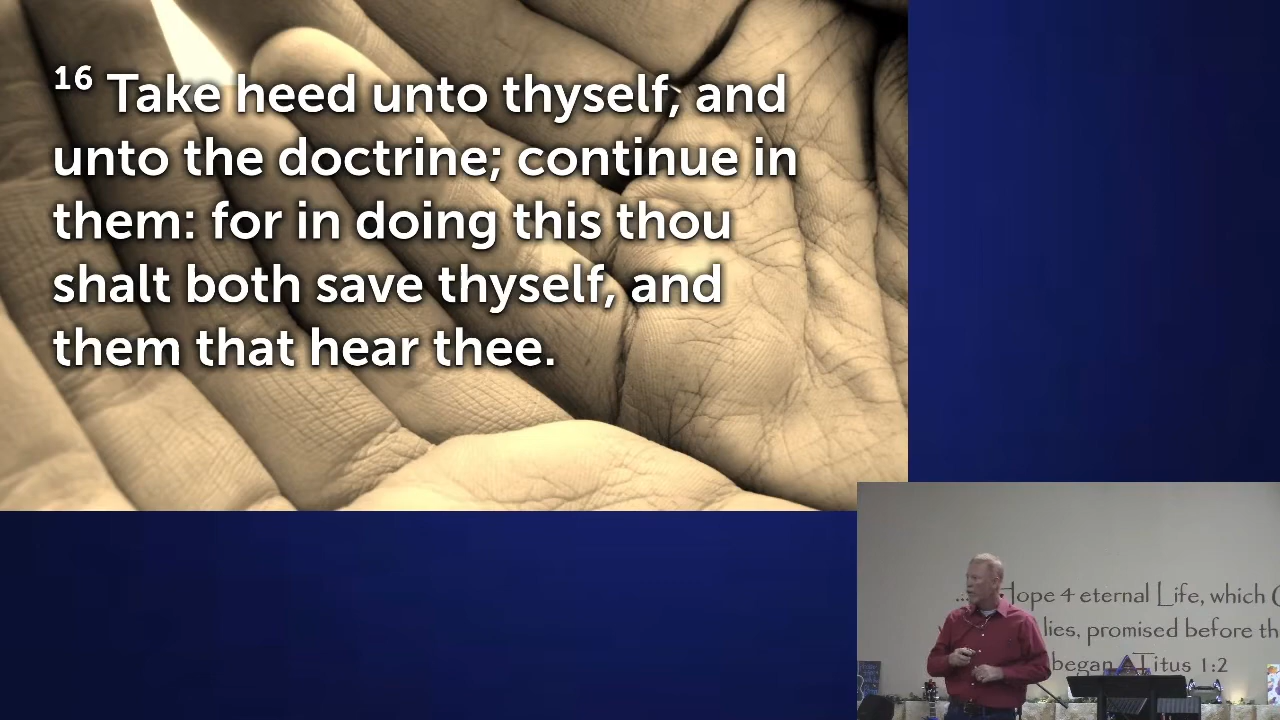 16 Take heed unto thyself, and
unto the doctrine; continue in
them: for in doing this thou
shalt both save thyself, and
them that hear thee.
Hope 4 eternal Life, which
lies, promised before
began Titus 1:2